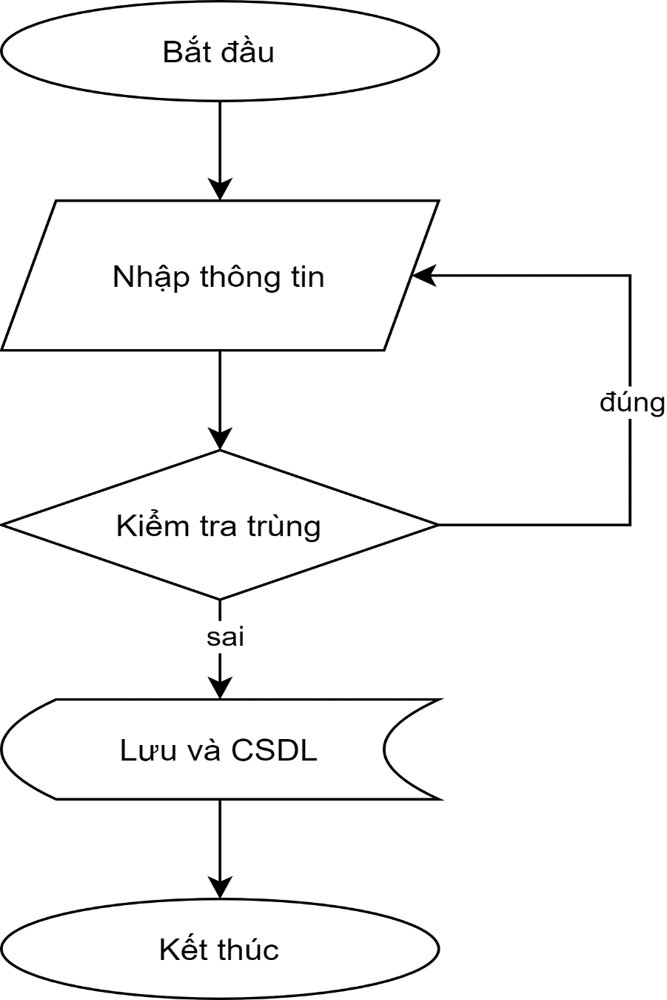 Bắt đầu
Nhập thông tin
đúng
Kiểm tra trùng
sai
Lưu và CSDL
Kết thúc